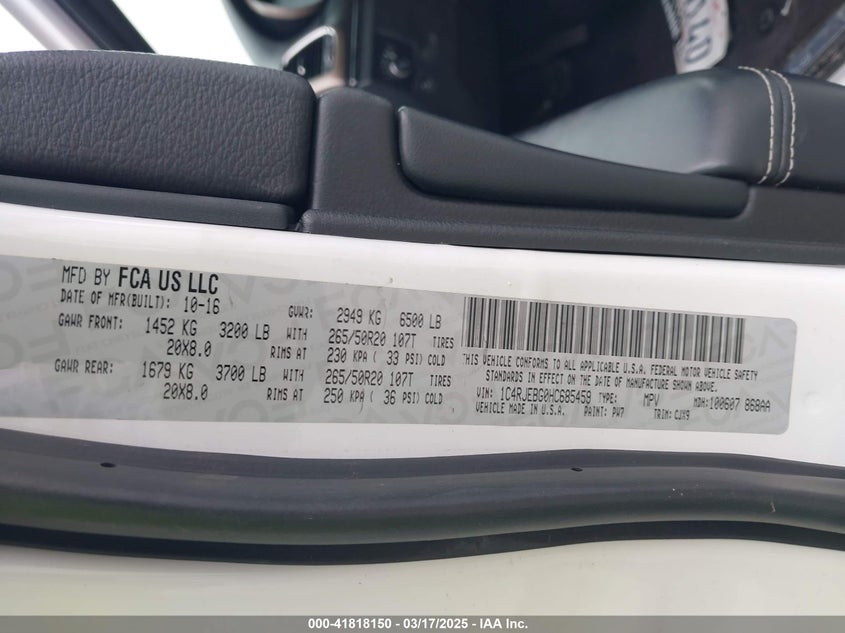 MFD BY FCA US LLC
DATE OF MFR(BUILT): 10-16
GVWR: 2949 KG 6500 LB
GAWR FRONT: 1452 KG 3200 LB WITH 265/50R20 107T TIRES
20X8.0 RIMS AT 230 KPA ( 33 PSI) COLD
GAWR REAR: 1679 KG 3700 LB WITH 265/50R20 107T TIRES
20X8.0 RIMS AT 250 KPA ( 36 PSI) COLD
THIS VEHICLE CONFORMS TO ALL APPLICABLE U.S.A. FEDERAL MOTOR VEHICLE SAFETY
STANDARDS IN EFFECT ON THE DATE OF MANUFACTURE SHOWN ABOVE.
VIN: 1C4RJEBG0HC685459 TYPE: MPV MDH:100607 868AA
VEHICLE MADE IN U.S.A. PAINT: PW7 TRIM: CJX9
000-41818150 - 03/17/2025 - IAA Inc.